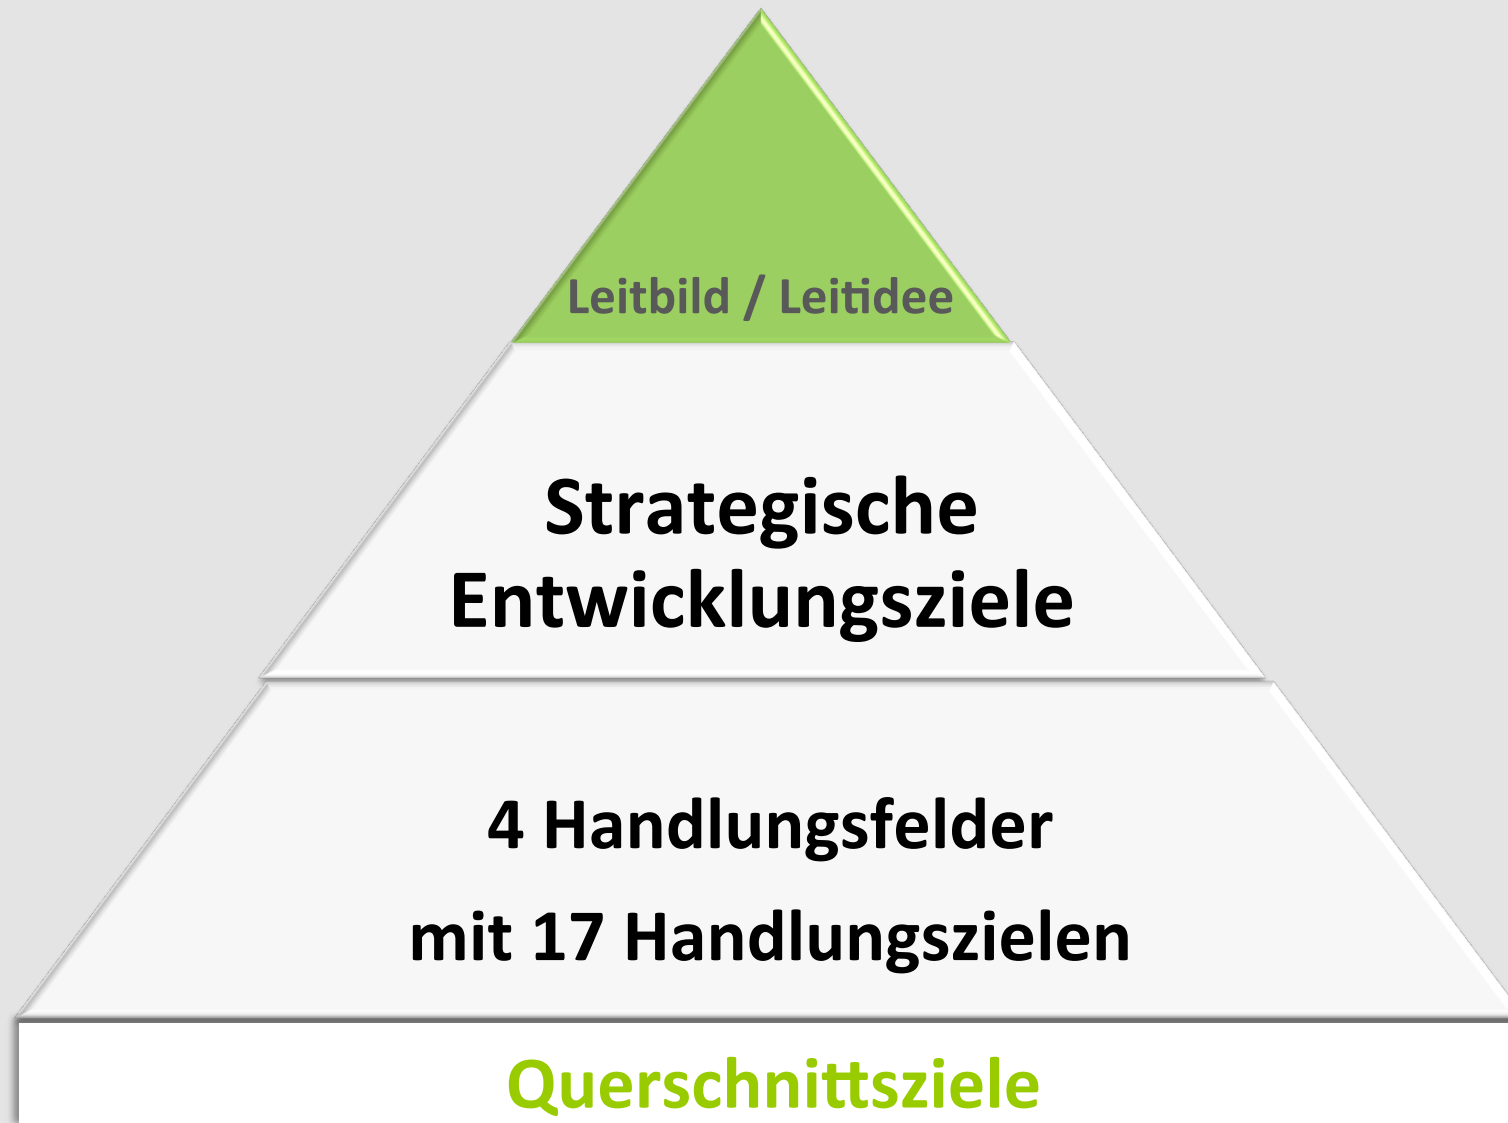 Leitbild / Leitidee
Strategische
Entwicklungsziele
4 Handlungsfelder
mit 17 Handlungszielen
Querschnittsziele